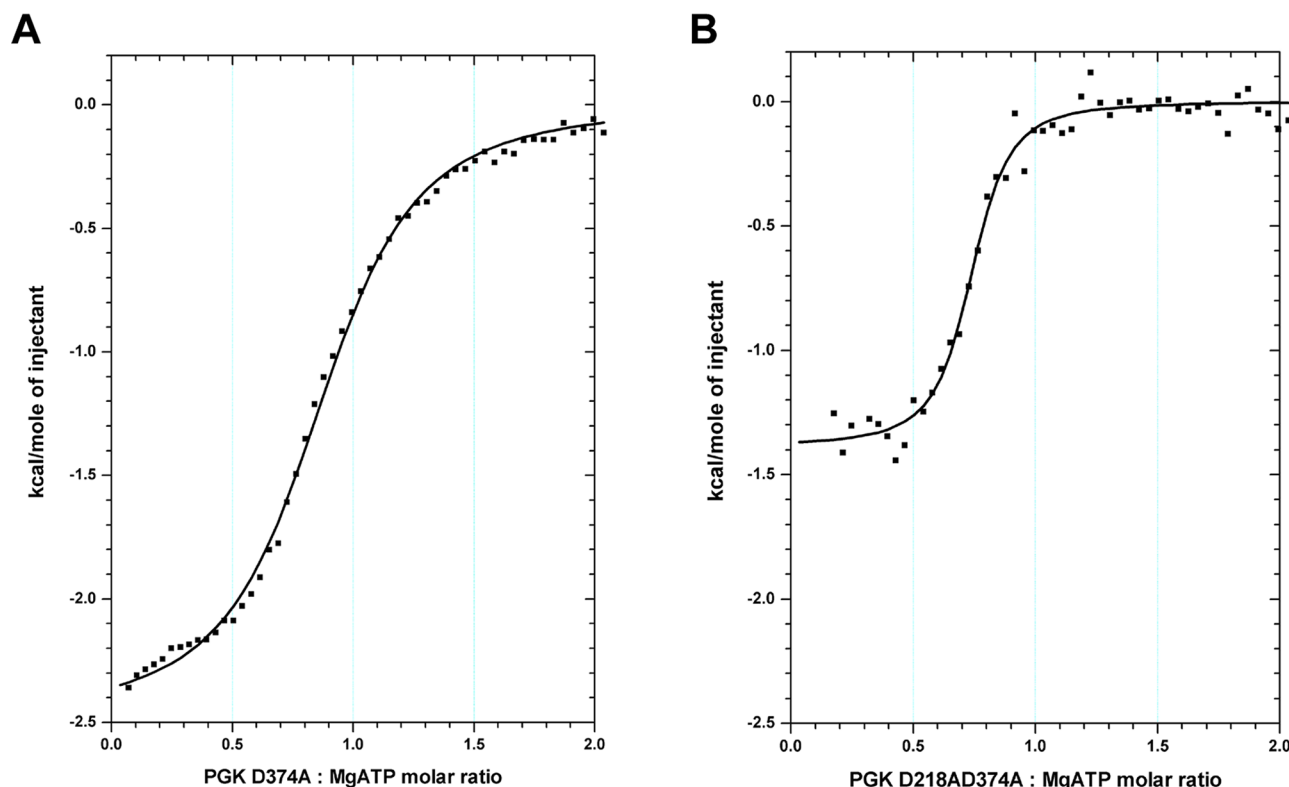 A
0.0
-0.5
-1.0
-1.5
-2.0
-2.5
kcal/mole of injectant
0.0 0.5 1.0 1.5 2.0
PGK D374A : MgATP molar ratio
B
0.0
-0.5
-1.0
-1.5
-2.0
-2.5
kcal/mole of injectant
0.0 0.5 1.0 1.5 2.0
PGK D218AD374A : MgATP molar ratio